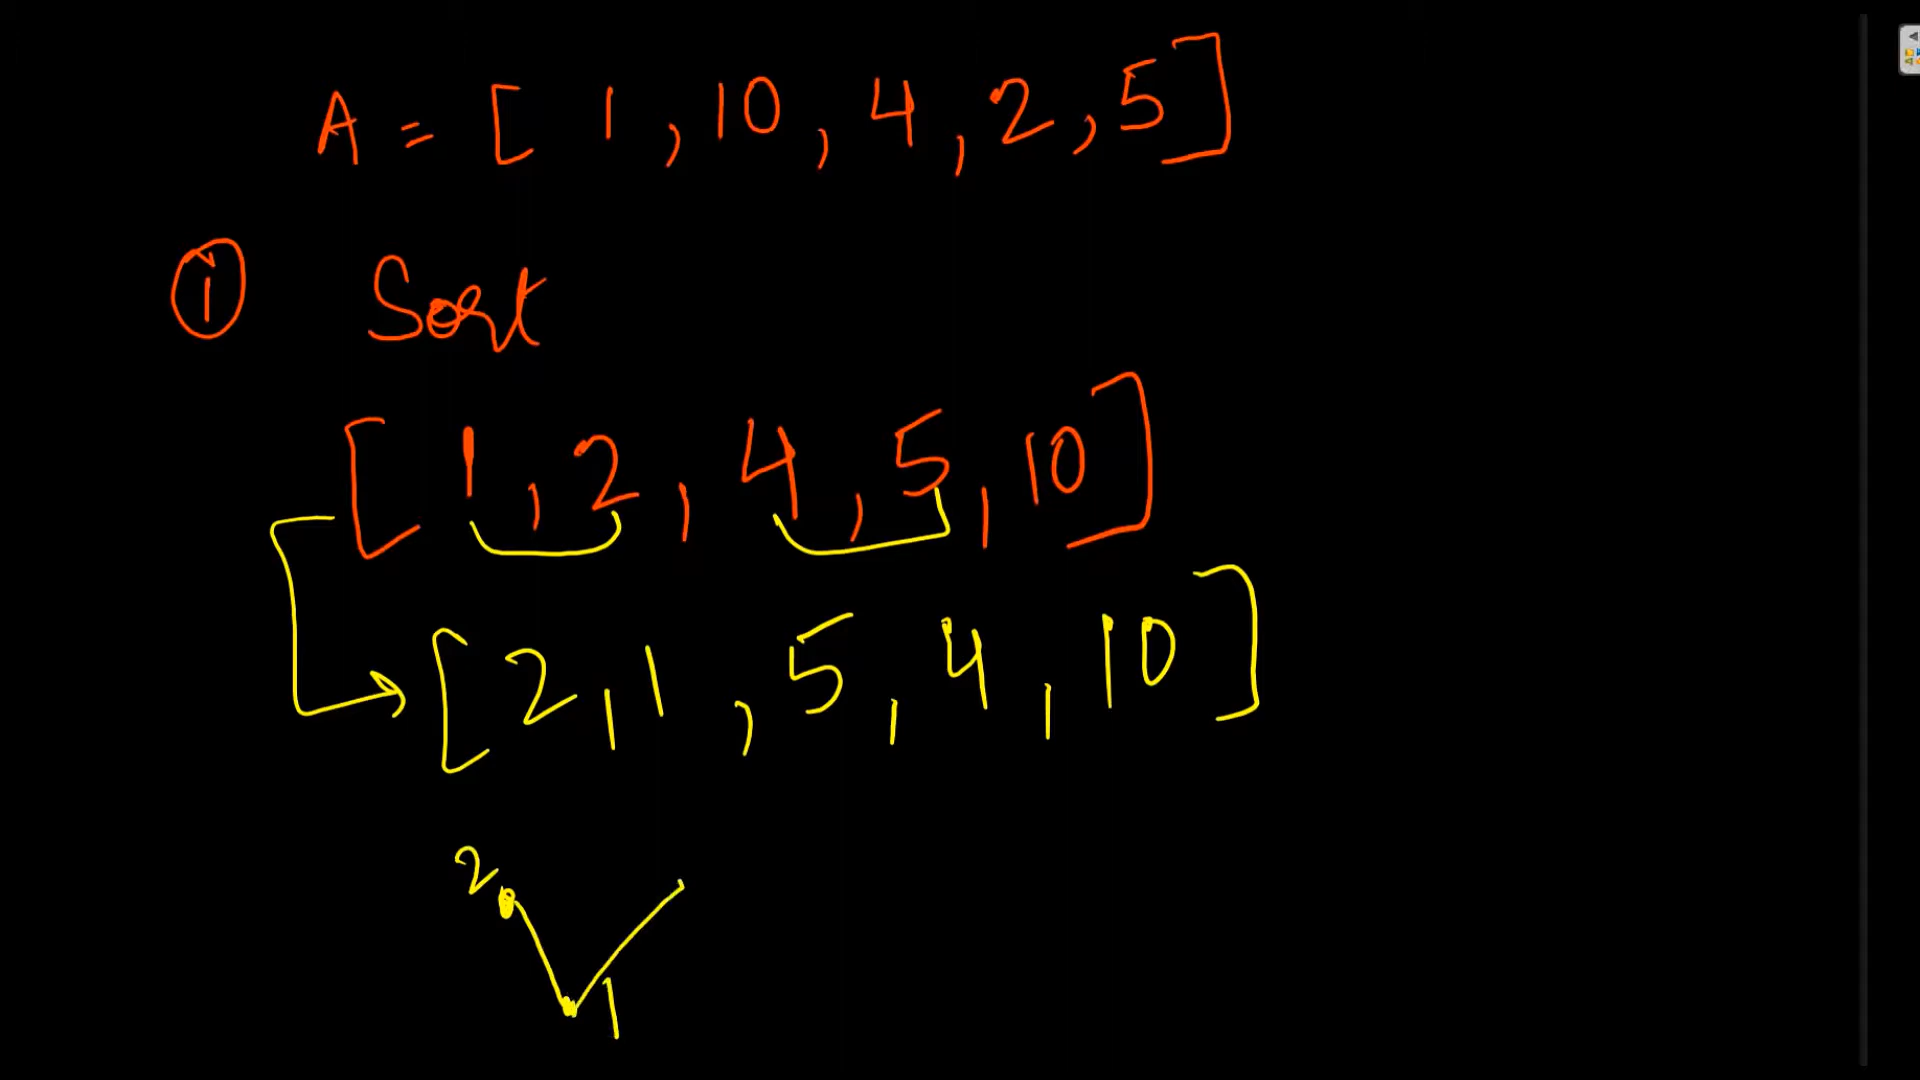 A = [ 1 , 10 , 4 , 2 , 5 ]
1 Sort
[ 1 , 2 , 4 , 5 , 10 ]
[ 2 , 1 , 5 , 4 , 10 ]
2
1